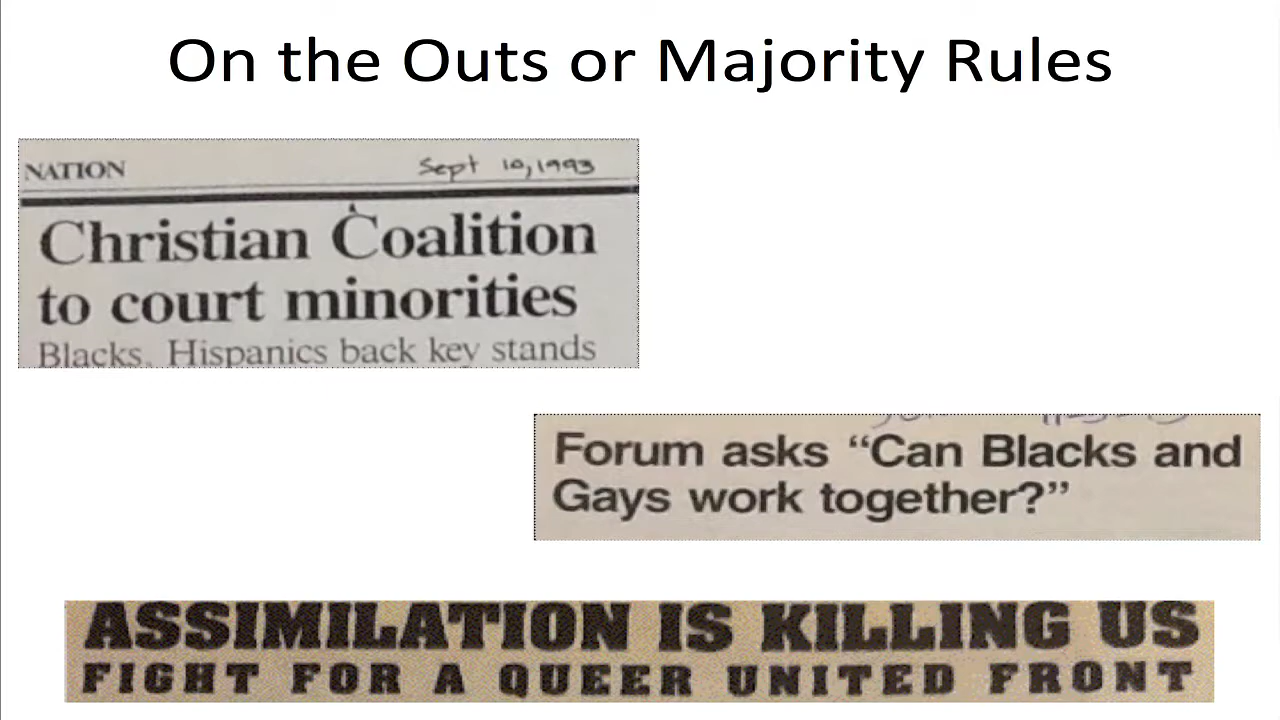 On the Outs or Majority Rules
NATION Sept 10, 1993
Christian Coalition
to court minorities
Blacks, Hispanics back key stands
Forum asks “Can Blacks and
Gays work together?”
ASSIMILATION IS KILLING US
FIGHT FOR A QUEER UNITED FRONT